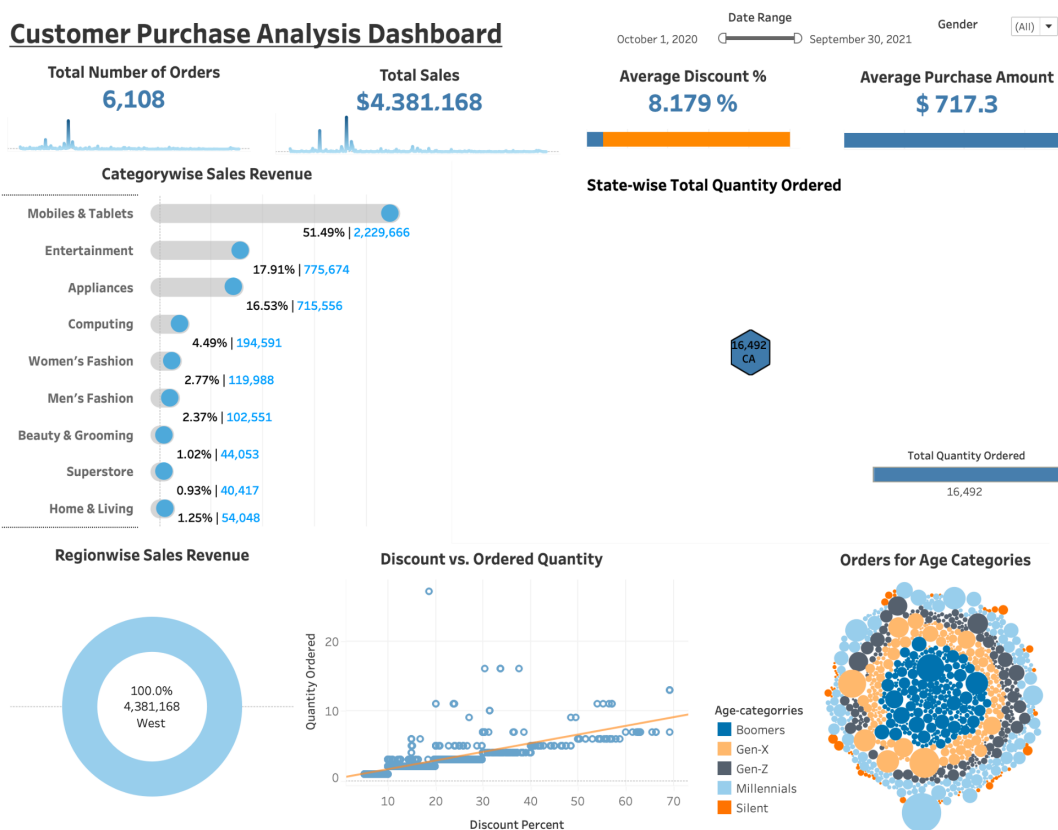 Customer Purchase Analysis Dashboard
Date Range
October 1, 2020
September 30, 2021
Gender
(All)
Total Number of Orders
6,108
Total Sales
$4,381,168
Average Discount %
8.179 %
Average Purchase Amount
$ 717.3
Categorywise Sales Revenue
Mobiles & Tablets
51.49% | 2,229,666
Entertainment
17.91% | 775,674
Appliances
16.53% | 715,556
Computing
4.49% | 194,591
Women's Fashion
2.77% | 119,988
Men's Fashion
2.37% | 102,551
Beauty & Grooming
1.02% | 44,053
Superstore
0.93% | 40,417
Home & Living
1.25% | 54,048
State-wise Total Quantity Ordered
16,492
CA
Total Quantity Ordered
16,492
Regionwise Sales Revenue
100.0%
4,381,168
West
Discount vs. Ordered Quantity
Quantity Ordered
20
10
0
10 20 30 40 50 60 70
Discount Percent
Orders for Age Categories
Age-categorries
Boomers
Gen-X
Gen-Z
Millennials
Silent